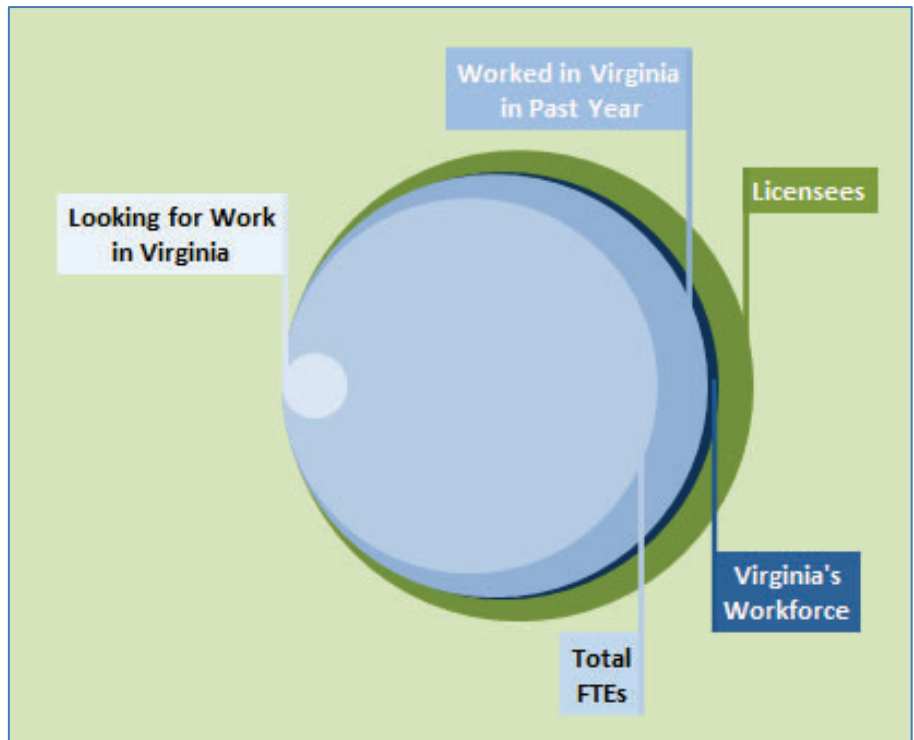 Worked in Virginia
in Past Year
Licensees
Looking for Work
in Virginia
Virginia's
Workforce
Total
FTEs